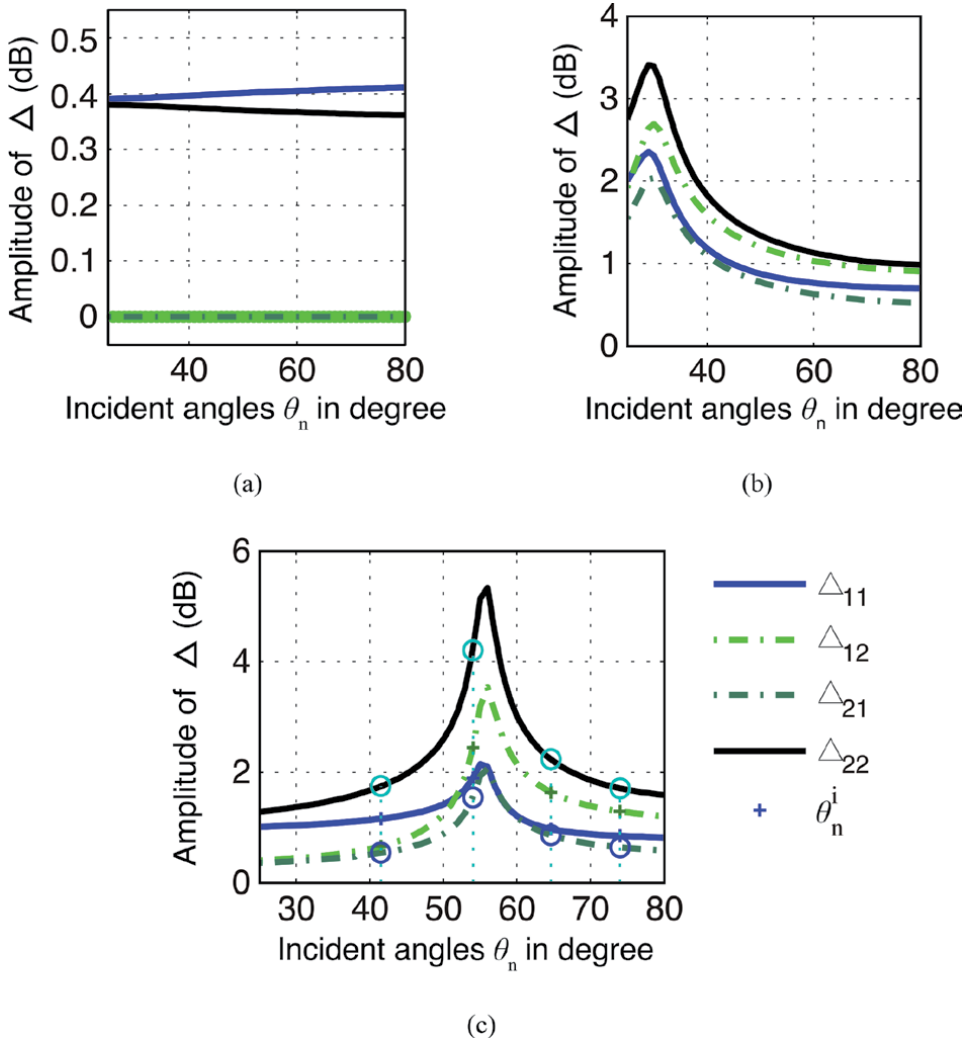 Amplitude of Δ (dB)
0.5
0.4
0.3
0.2
0.1
0
40 60 80
Incident angles θn in degree
(a)
Amplitude of Δ (dB)
4
3
2
1
0
40 60 80
Incident angles θn in degree
(b)
Amplitude of Δ (dB)
6
4
2
0
30 40 50 60 70 80
Incident angles θn in degree
(c)
△11
△12
△21
△22
+ θn^i